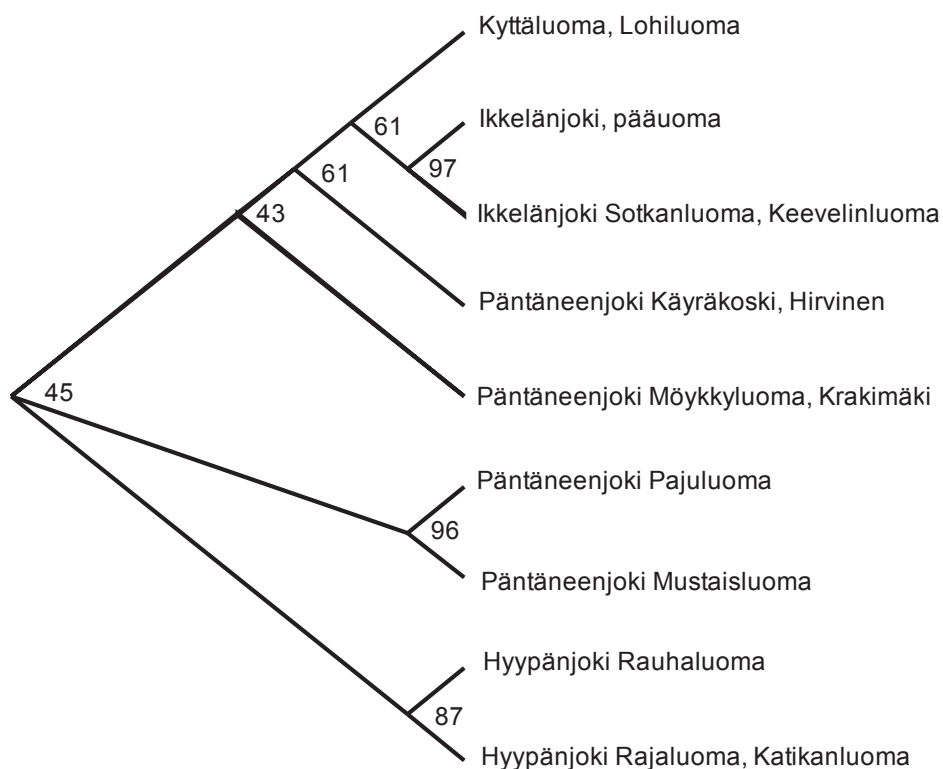 Kyttäluoma, Lohiluoma
Ikkelänjoki, pääuoma
61
97
61
Ikkelänjoki Sotkanluoma, Keevelinluoma
43
Päntäneenjoki Käyräkoski, Hirvinen
45
Päntäneenjoki Möykkyluoma, Krakimäki
Päntäneenjoki Pajuluoma
96
Päntäneenjoki Mustaisluoma
Hyypänjoki Rauhaluoma
87
Hyypänjoki Rajaluoma, Katikanluoma